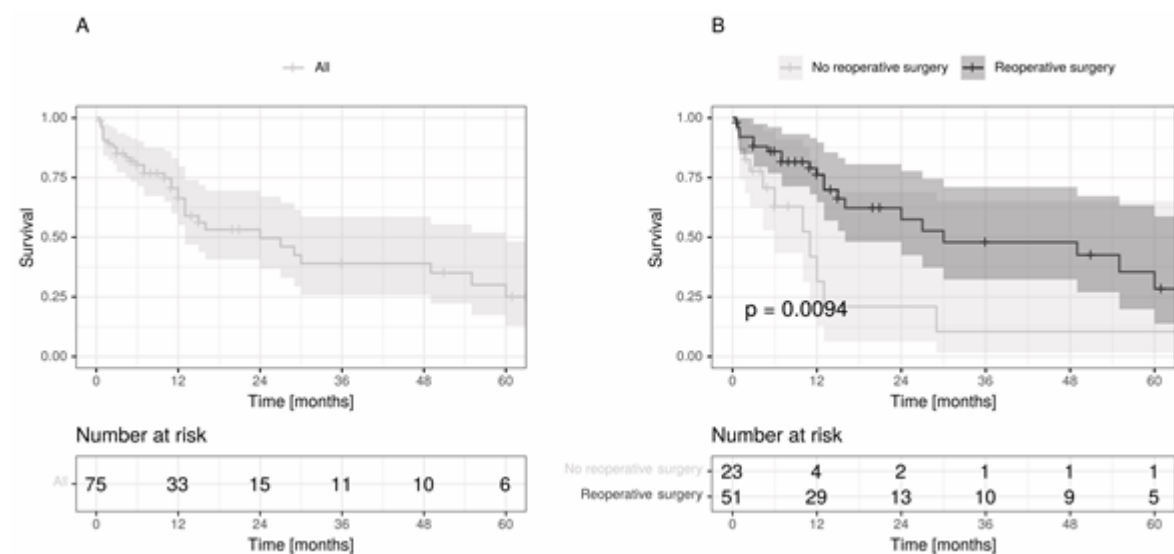 A
All
Survival
1.00
0.75
0.50
0.25
0.00
0 12 24 36 48 60
Time [months]
Number at risk
All 75 33 15 11 10 6
0 12 24 36 48 60
Time [months]
B
No reoperative surgery Reoperative surgery
Survival
1.00
0.75
0.50
0.25
0.00
p = 0.0094
0 12 24 36 48 60
Time [months]
Number at risk
No reoperative surgery 23 4 2 1 1 1
Reoperative surgery 51 29 13 10 9 5
0 12 24 36 48 60
Time [months]